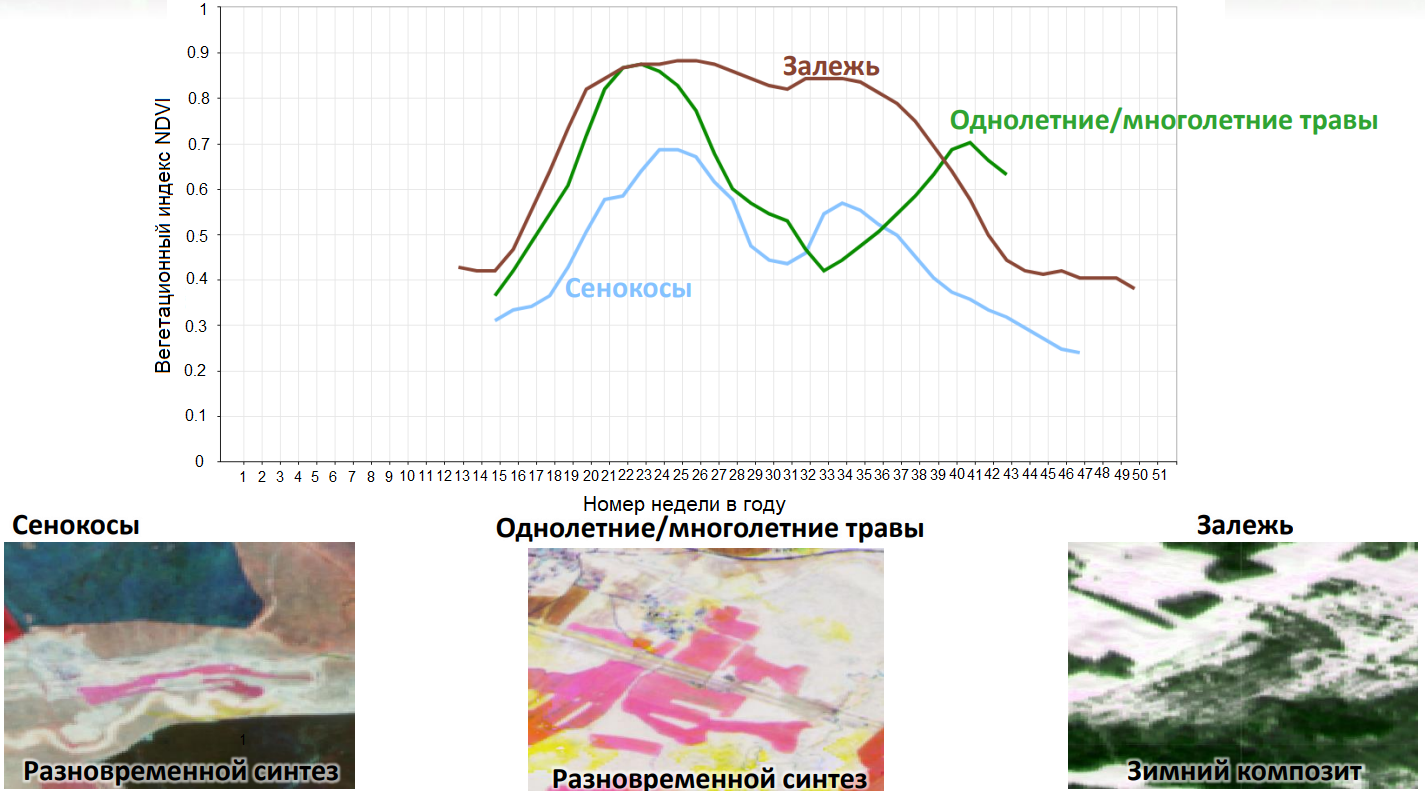 Вегетационный индекс NDVI
1
0.9
0.8
0.7
0.6
0.5
0.4
0.3
0.2
0.1
0
Залежь
Однолетние/многолетние травы
Сенокосы
1 2 3 4 5 6 7 8 9 10 11 12 13 14 15 16 17 18 19 20 21 22 23 24 25 26 27 28 29 30 31 32 33 34 35 36 37 38 39 40 41 42 43 44 45 46 47 48 49 50 51
Номер недели в году
Сенокосы
Однолетние/многолетние травы
Залежь
1
Разновременной синтез
Разновременной синтез
Зимний композит